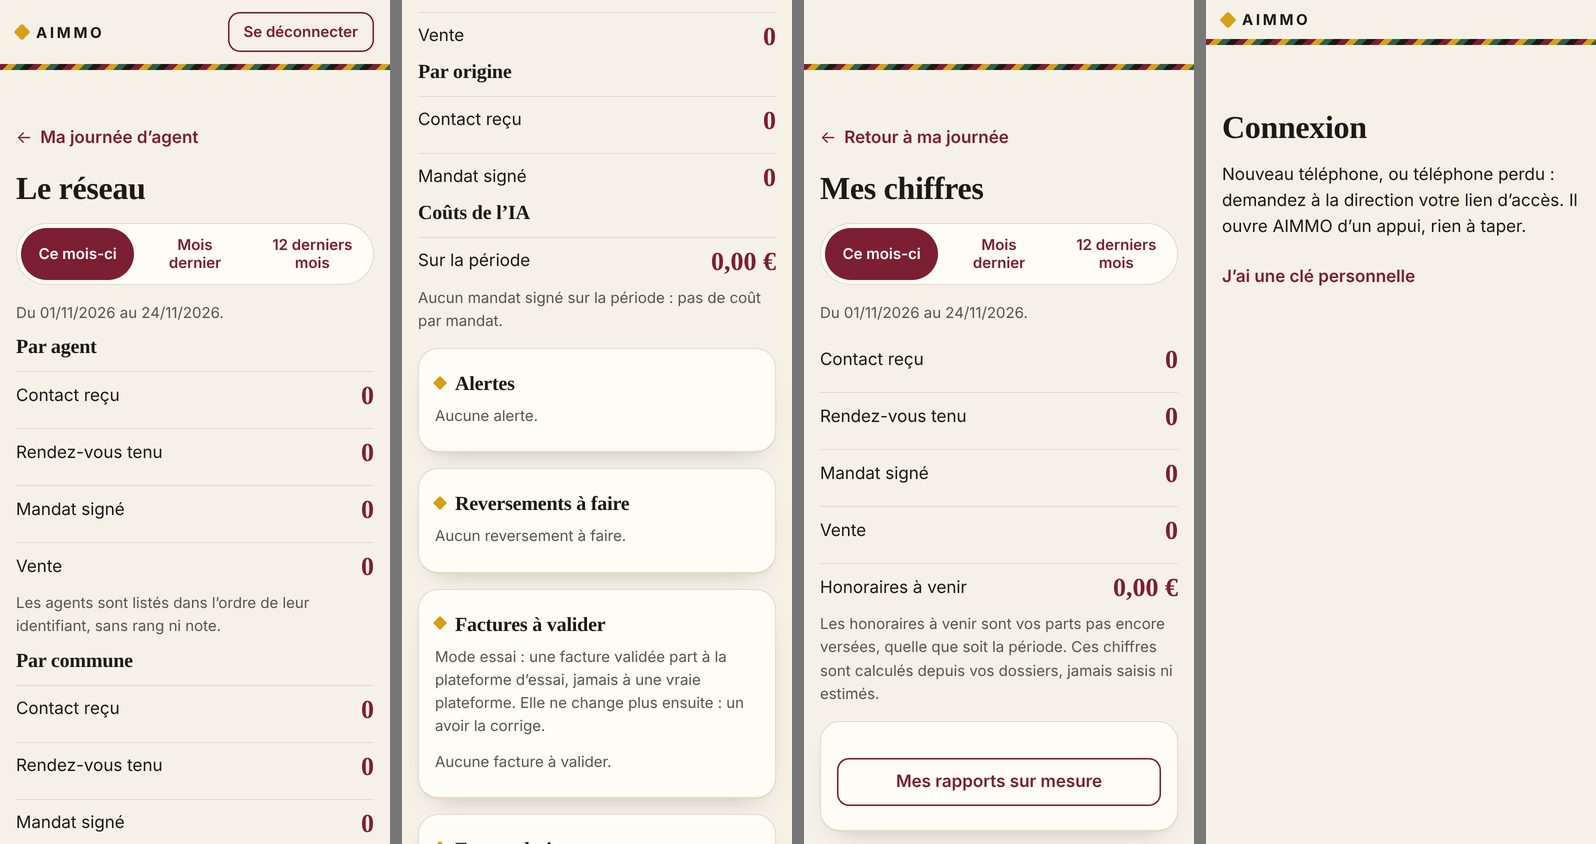 AIMMO
Se déconnecter
← Ma journée d’agent
Le réseau
Ce mois-ci
Mois
dernier
12 derniers
mois
Du 01/11/2026 au 24/11/2026.
Par agent
Contact reçu 0
Rendez-vous tenu 0
Mandat signé 0
Vente 0
Les agents sont listés dans l’ordre de leur
identifiant, sans rang ni note.
Par commune
Contact reçu 0
Rendez-vous tenu 0
Mandat signé 0
Vente 0
Par origine
Contact reçu 0
Mandat signé 0
Coûts de l’IA
Sur la période 0,00 €
Aucun mandat signé sur la période : pas de coût
par mandat.
Alertes
Aucune alerte.
Reversements à faire
Aucun reversement à faire.
Factures à valider
Mode essai : une facture validée part à la
plateforme d’essai, jamais à une vraie
plateforme. Elle ne change plus ensuite : un
avoir la corrige.
Aucune facture à valider.
← Retour à ma journée
Mes chiffres
Ce mois-ci
Mois
dernier
12 derniers
mois
Du 01/11/2026 au 24/11/2026.
Contact reçu 0
Rendez-vous tenu 0
Mandat signé 0
Vente 0
Honoraires à venir 0,00 €
Les honoraires à venir sont vos parts pas encore
versées, quelle que soit la période. Ces chiffres
sont calculés depuis vos dossiers, jamais saisis ni
estimés.
Mes rapports sur mesure
AIMMO
Connexion
Nouveau téléphone, ou téléphone perdu :
demandez à la direction votre lien d’accès. Il
ouvre AIMMO d’un appui, rien à taper.
J’ai une clé personnelle